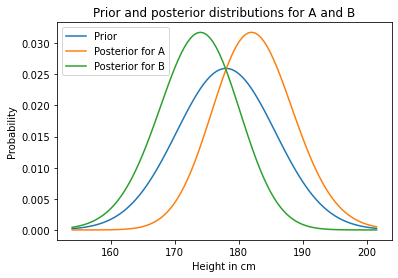 Prior and posterior distributions for A and B
Prior
Posterior for A
Posterior for B
Probability
0.030
0.025
0.020
0.015
0.010
0.005
0.000
160
170
180
190
200
Height in cm